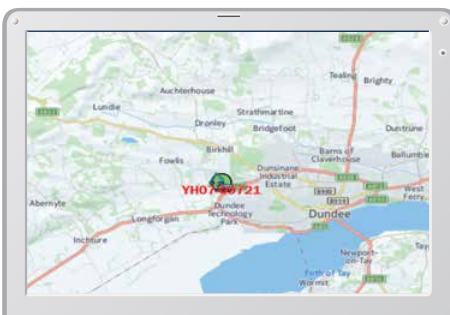 Tealing
Brighty
Auchterhouse
Lundie
Strathmartine
Dronley
Bridgefoot
Duntrune
Birkhill
Barns of
Claverhouse
Ballumbie
Fowlis
Dunsinane
Industrial
Estate
West
Ferry
Abernyte
Dundee
Technology
Park
Dundee
Longforgan
Inchture
Newport-
on-Tay
Tay
Firth of Tay
Wormit